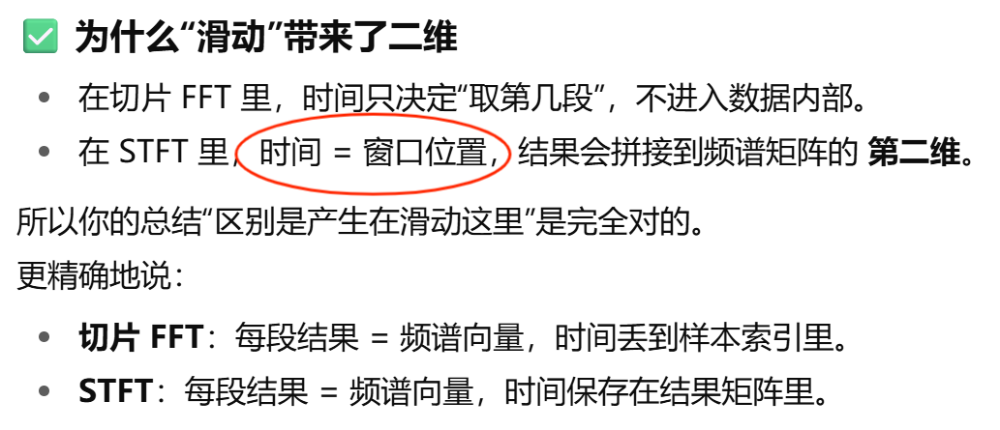 ✅ 为什么“滑动”带来了二维
• 在切片 FFT 里，时间只决定“取第几段”，不进入数据内部。
• 在 STFT 里，时间 = 窗口位置，结果会拼接到频谱矩阵的 第二维。
所以你的总结“区别是产生在滑动这里”是完全对的。
更精确地说：
• 切片 FFT：每段结果 = 频谱向量，时间丢到样本索引里。
• STFT：每段结果 = 频谱向量，时间保存在结果矩阵里。